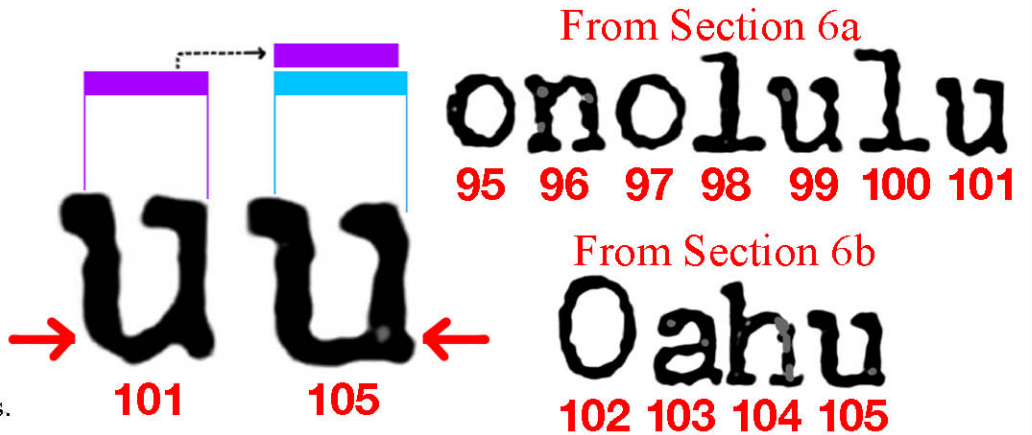 From Section 6a
onolulu
95 96 97 98 99 100 101
From Section 6b
Oahu
102 103 104 105
uu
101 105
s.